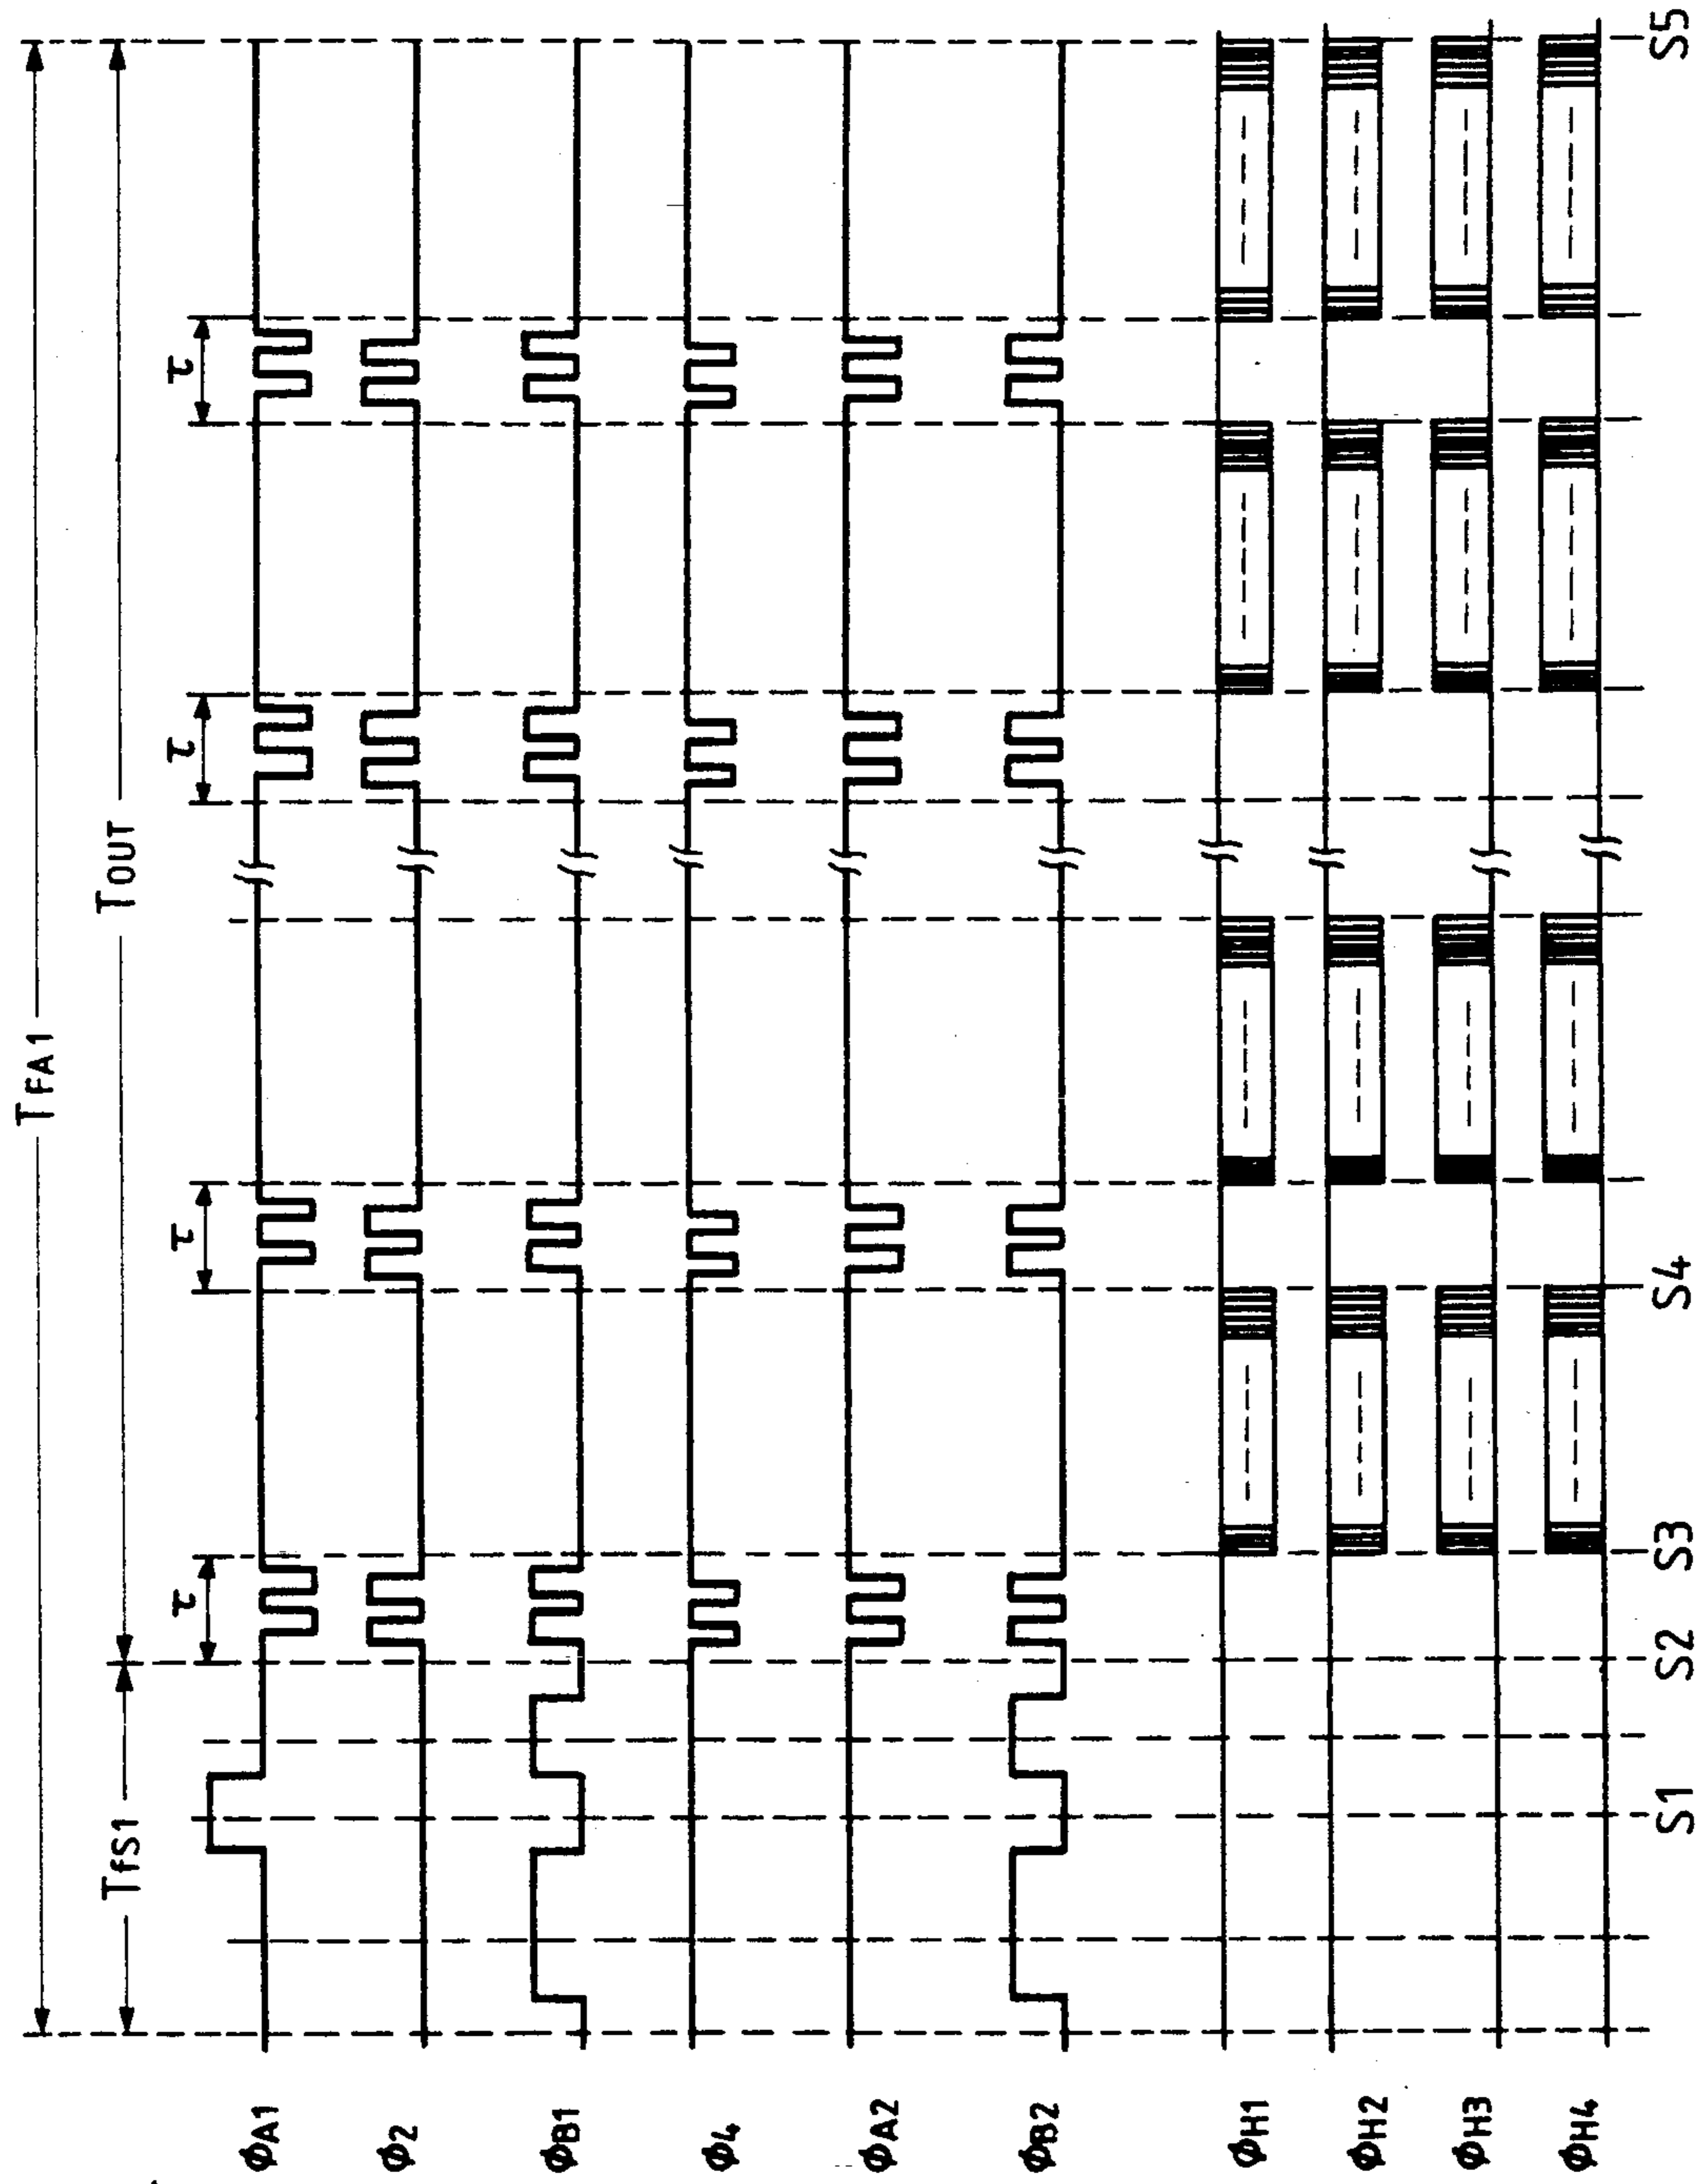 TFA1
TfS1 TOUT
τ τ τ τ
ΦA1
Φ2
ΦB1
Φ4
ΦA2
ΦB2
ΦH1
ΦH2
ΦH3
ΦH4
S1 S2 S3 S4 S5